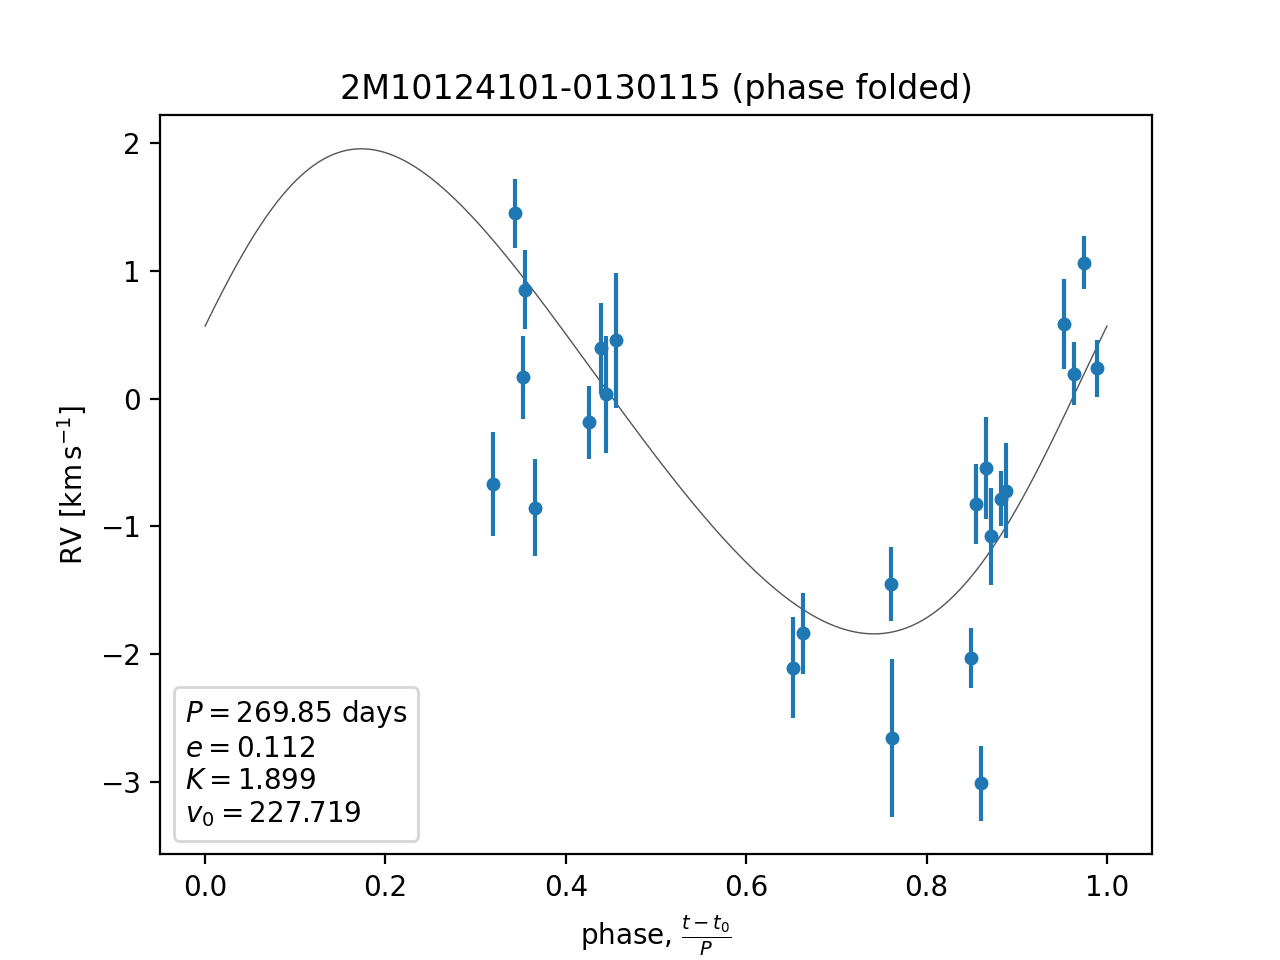 2M10124101-0130115 (phase folded)
2
1
0
−1
−2
−3
RV [km s⁻¹]
P = 269.85 days
e = 0.112
K = 1.899
v₀ = 227.719
0.0 0.2 0.4 0.6 0.8 1.0
phase, (t − t₀)/P